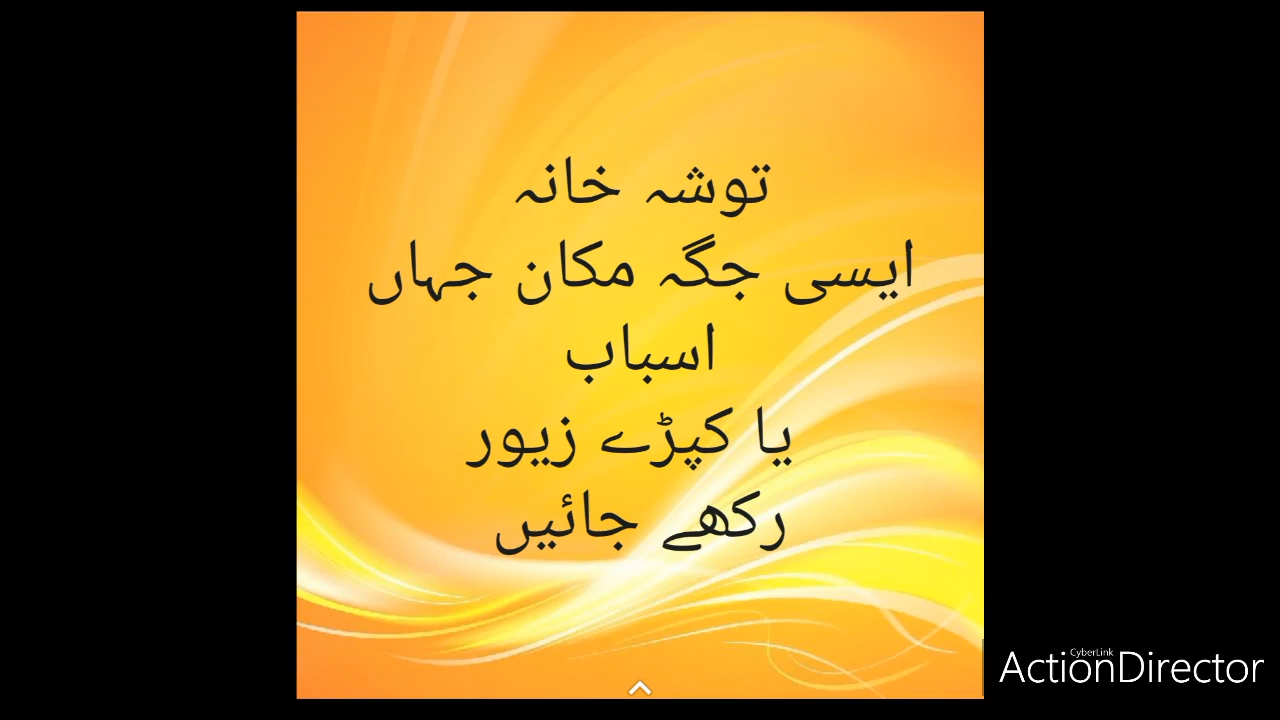 توشہ خانہ
ایسی جگہ مکان جہاں
اسباب
یا کپڑے زیور
رکھے جائیں
CyberLink
ActionDirector